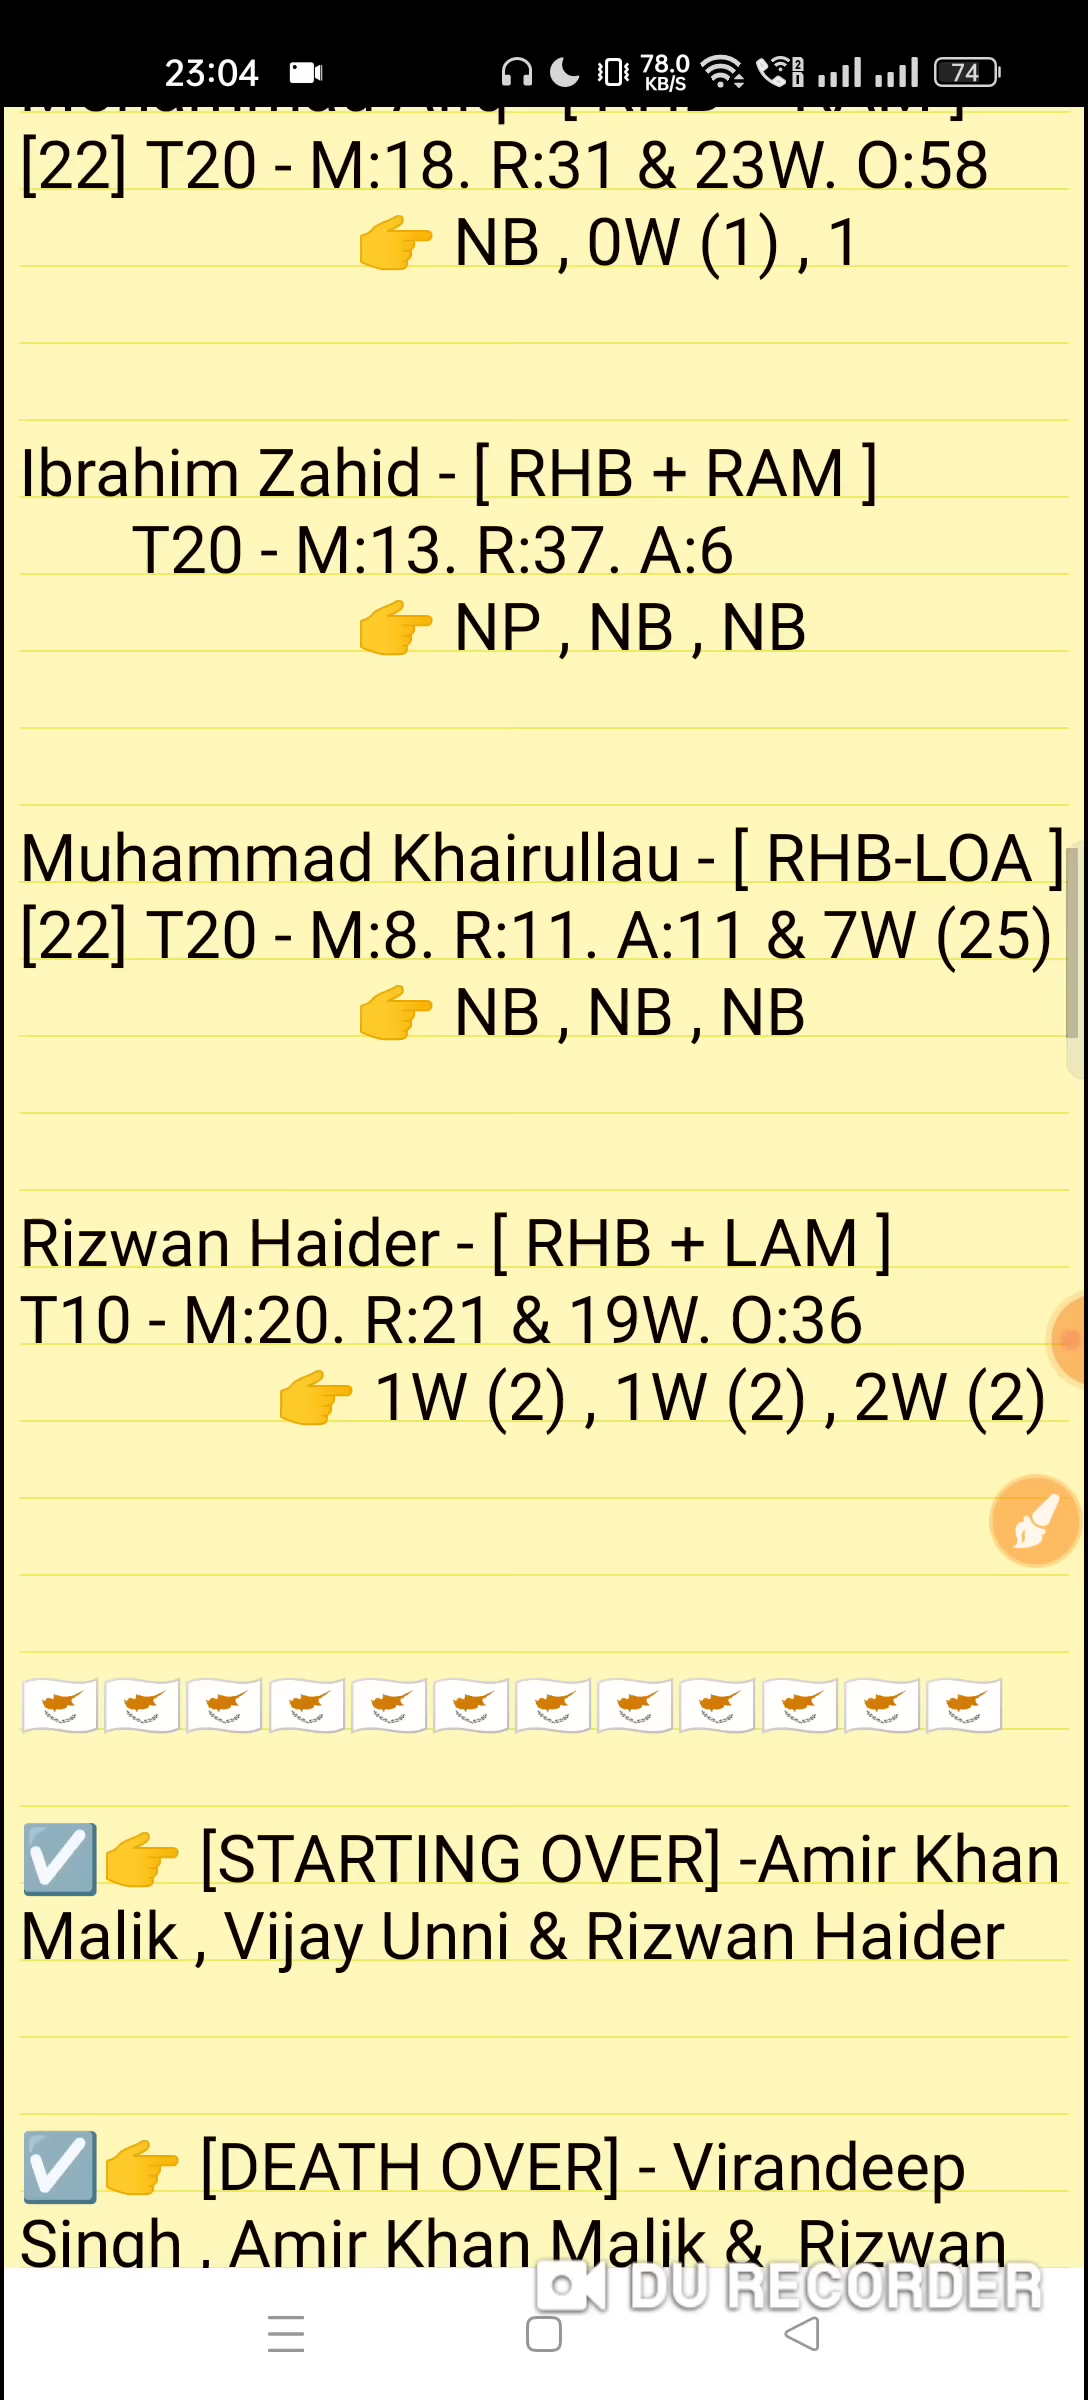 23:04 78.0 KB/S 74
[22] T20 - M:18. R:31 & 23W. O:58
👉 NB , 0W (1) , 1
Ibrahim Zahid - [ RHB + RAM ]
T20 - M:13. R:37. A:6
👉 NP , NB , NB
Muhammad Khairullau - [ RHB-LOA ]
[22] T20 - M:8. R:11. A:11 & 7W (25)
👉 NB , NB , NB
Rizwan Haider - [ RHB + LAM ]
T10 - M:20. R:21 & 19W. O:36
👉 1W (2) , 1W (2) , 2W (2)
☑👉 [STARTING OVER] -Amir Khan
Malik , Vijay Unni & Rizwan Haider
☑👉 [DEATH OVER] - Virandeep
Singh , Amir Khan Malik & Rizwan
DU RECORDER